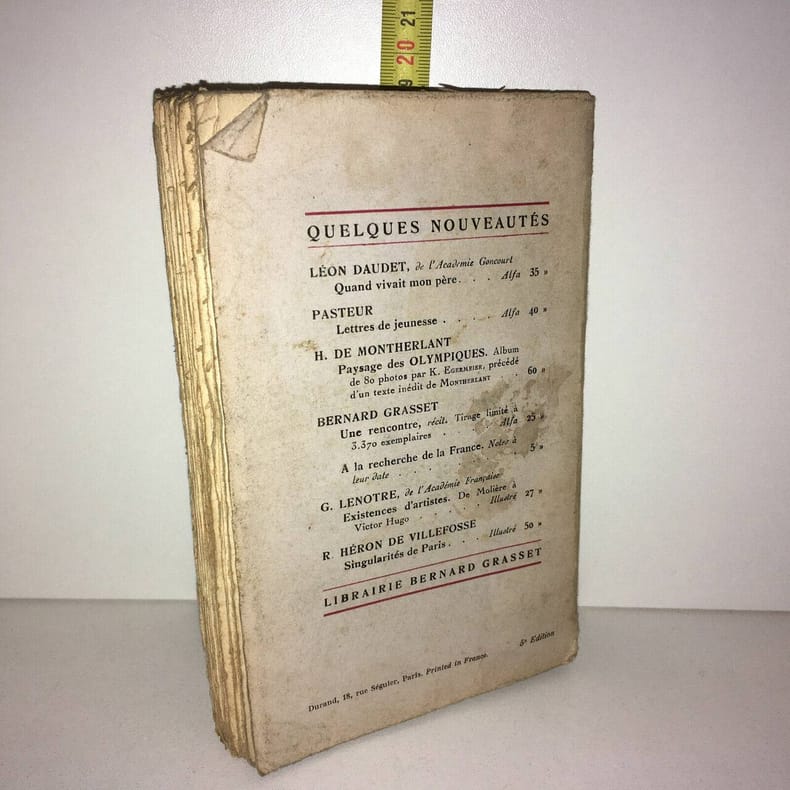 21
20
9
QUELQUES NOUVEAUTÉS
LÉON DAUDET, de l'Académie Goncourt
Quand vivait mon père. . . Alfa 35 »
PASTEUR
Lettres de jeunesse . . . . Alfa 40 »
H. DE MONTHERLANT
Paysage des OLYMPIQUES. Album
de 80 photos par K. EGERMEIER, précédé
d'un texte inédit de MONTHERLANT . . 60 »
BERNARD GRASSET
Une rencontre, récit. Tirage limité à
3.370 exemplaires . . . . . Alfa 25 »
A la recherche de la France. Notes à
leur date . . . . . . . . 5 »
G. LENOTRE, de l'Académie Française
Existences d'artistes. De Molière à
Victor Hugo . . . . . . Illustré 27 »
R. HÉRON DE VILLEFOSSE
Singularités de Paris . . . Illustré 50 »
LIBRAIRIE BERNARD GRASSET
5e Edition
Durand, 18, rue Séguier, Paris. Printed in France.